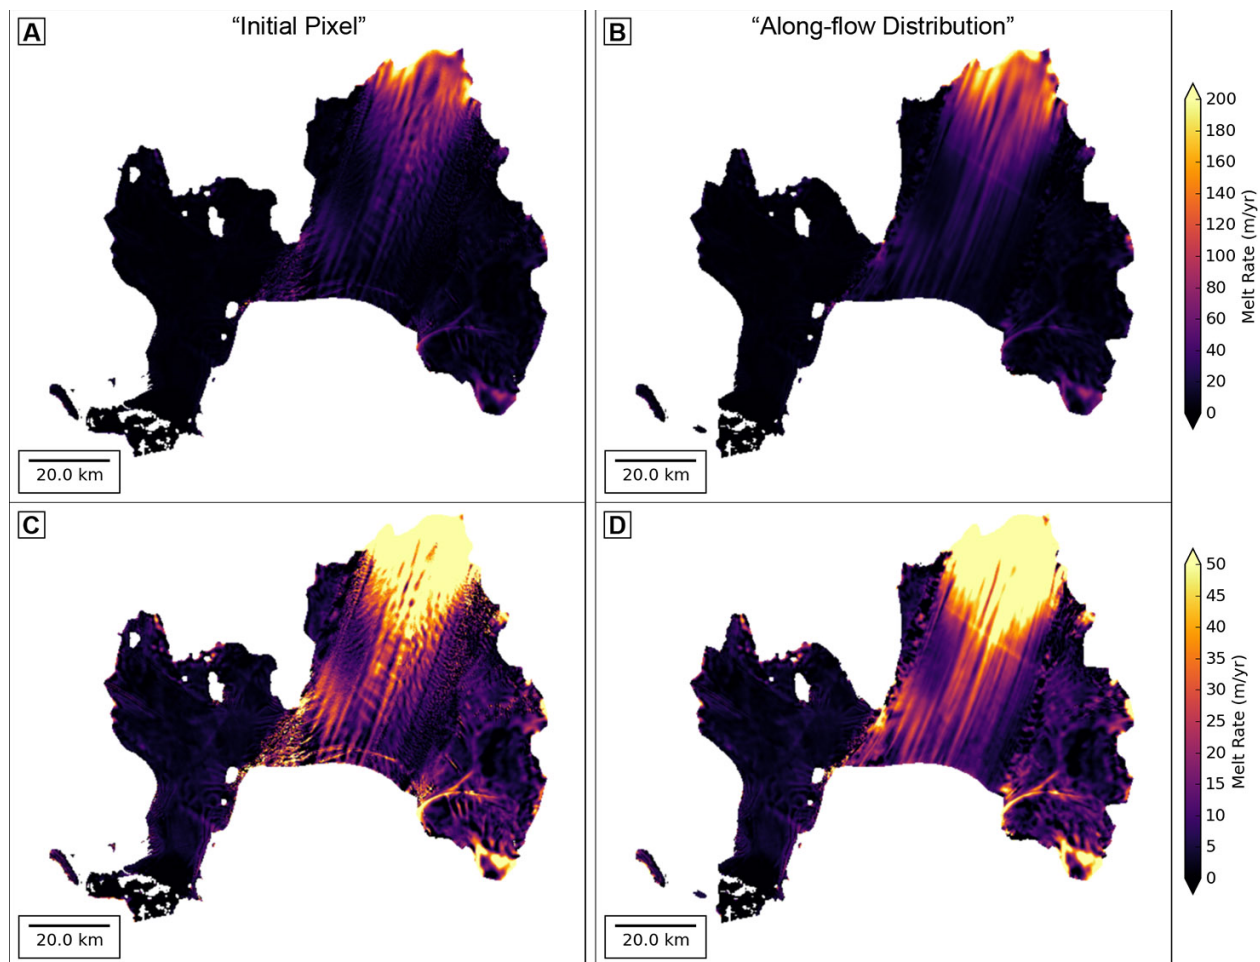 A
“Initial Pixel”
B
“Along-flow Distribution”
200
180
160
140
120
100
80
60
40
20
0
Melt Rate (m/yr)
20.0 km
20.0 km
C
D
50
45
40
35
30
25
20
15
10
5
0
Melt Rate (m/yr)
20.0 km
20.0 km